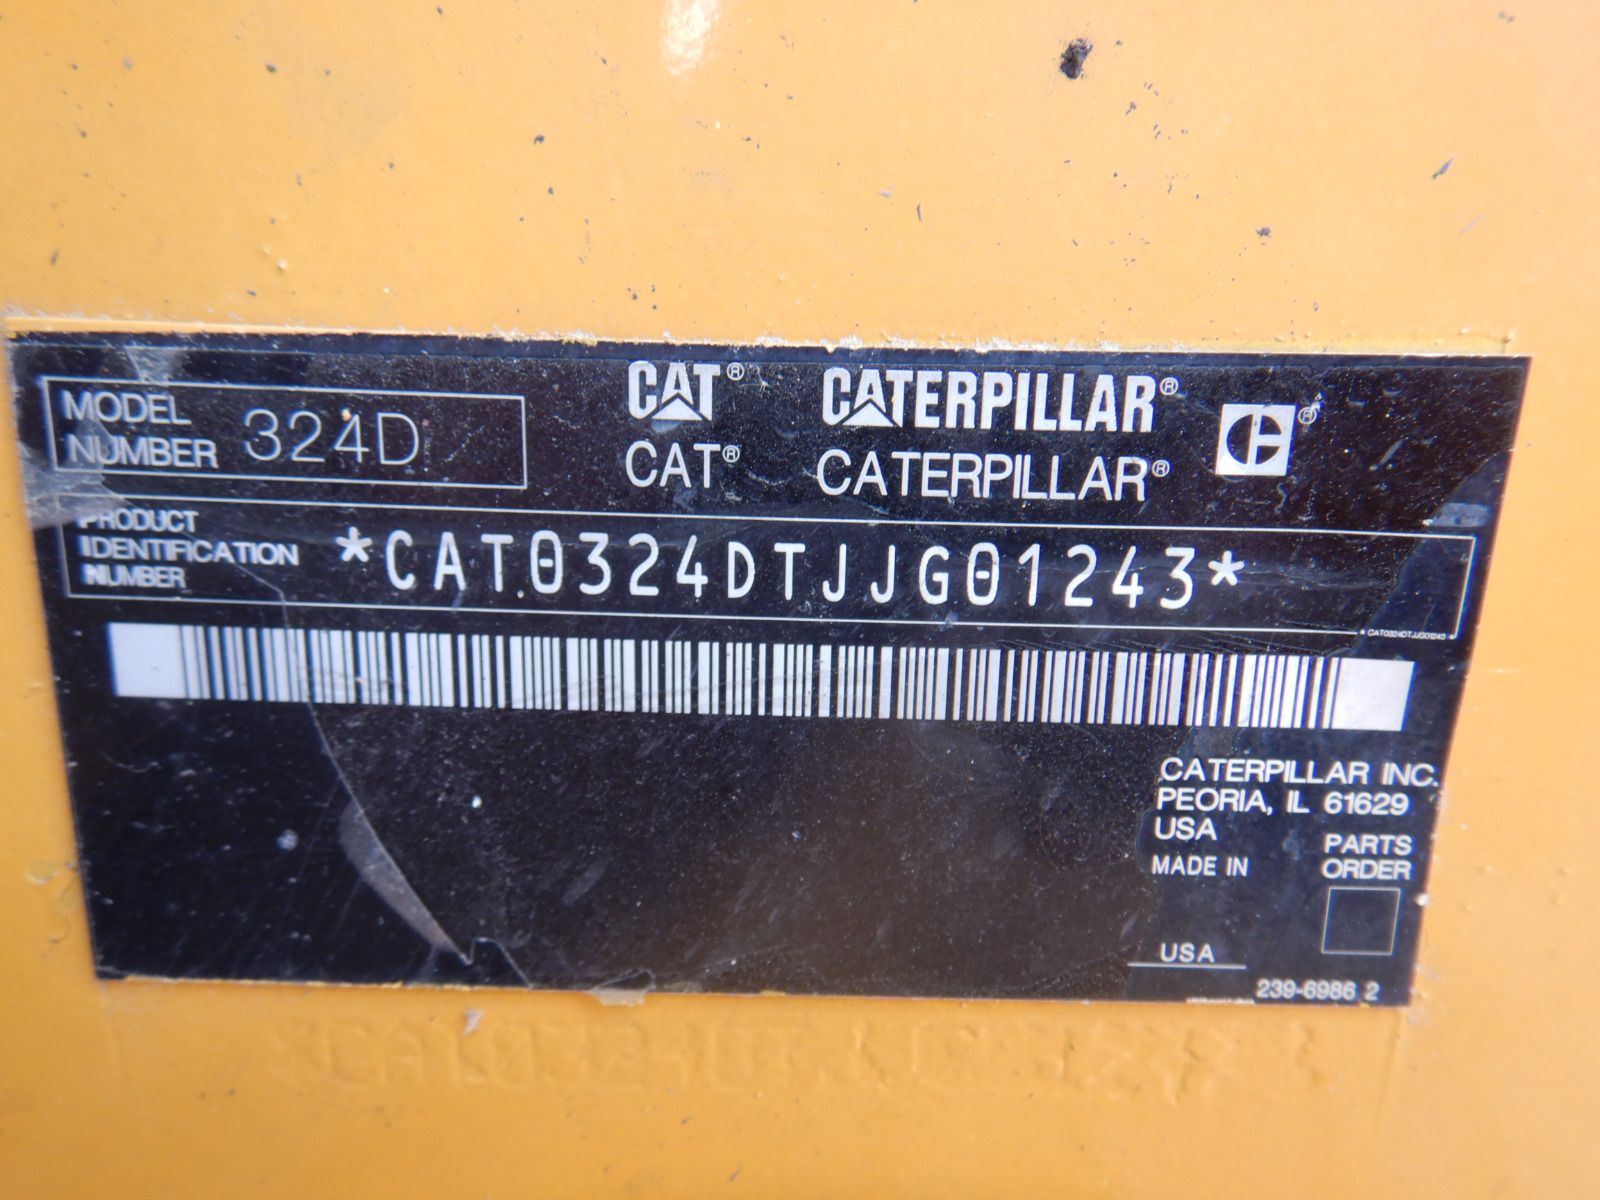 MODEL
NUMBER 324D
CAT® CATERPILLAR® ®
CAT® CATERPILLAR®
PRODUCT
IDENTIFICATION
NUMBER
*CAT0324DTJJG01243*
*CAT0324DTJJG01243*
CATERPILLAR INC.
PEORIA, IL 61629
USA
MADE IN
USA
PARTS
ORDER
239-6986 2